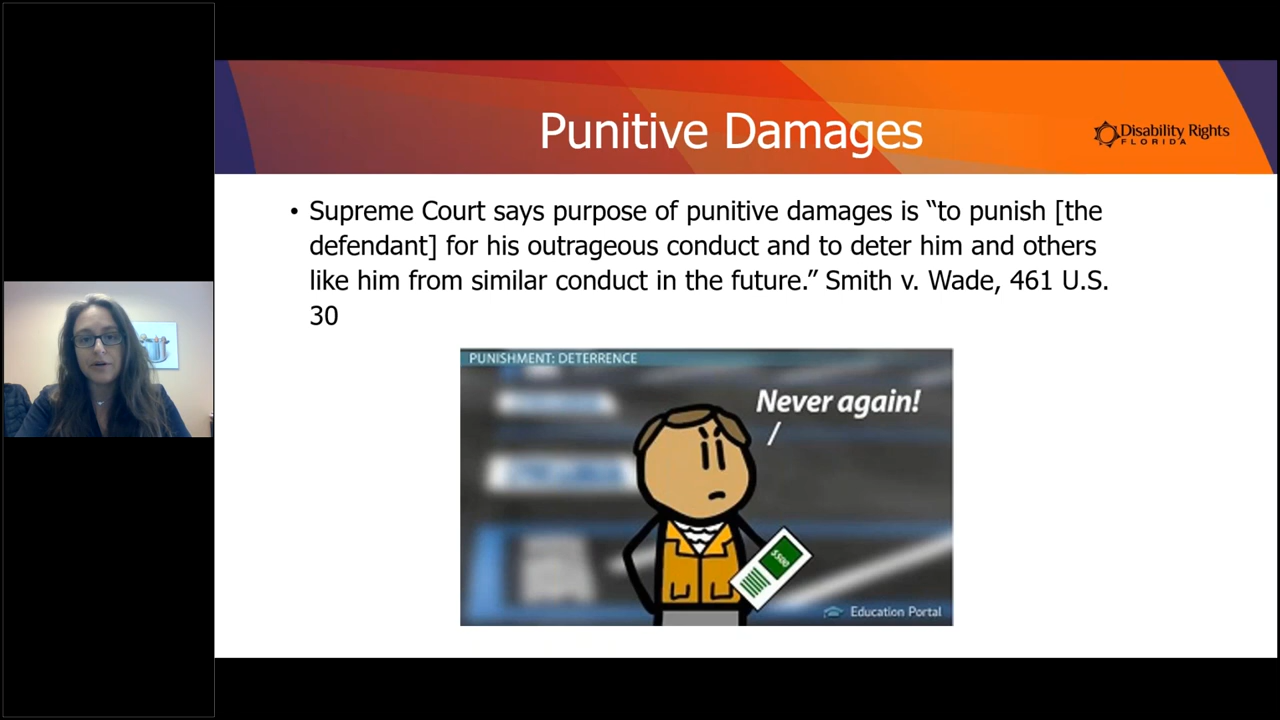 Punitive Damages
Disability Rights
FLORIDA
• Supreme Court says purpose of punitive damages is “to punish [the
defendant] for his outrageous conduct and to deter him and others
like him from similar conduct in the future.” Smith v. Wade, 461 U.S.
30
PUNISHMENT: DETERRENCE
Never again!
$500
Education Portal